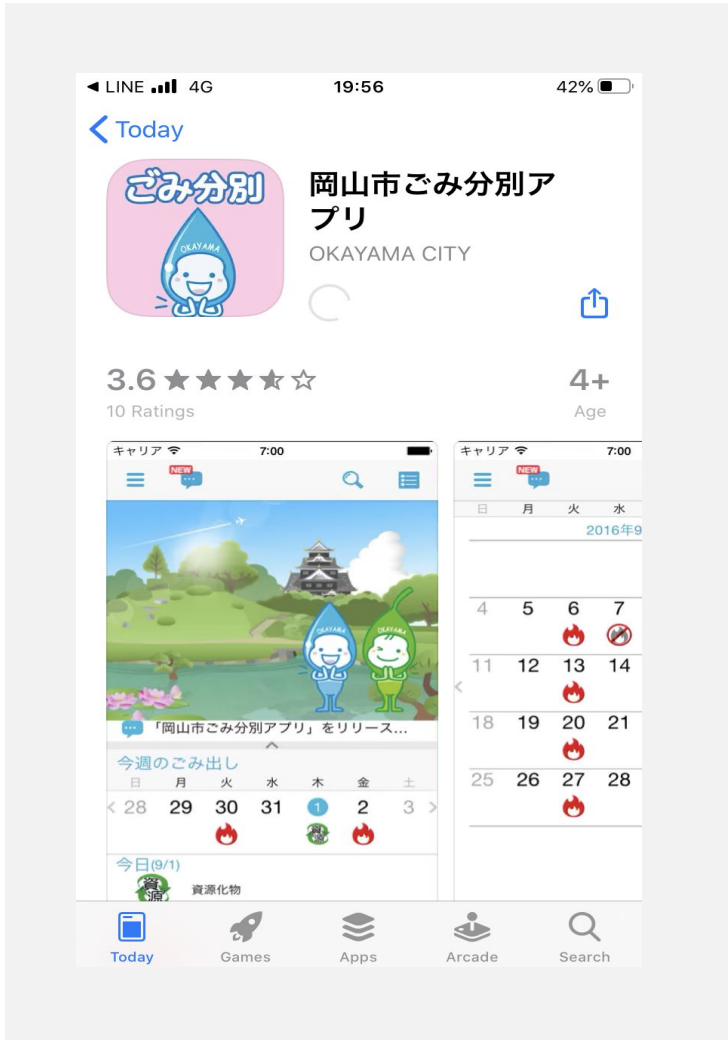 ◀ LINE 4G 19:56 42%
Today
ごみ分別
OKAYAMA
岡山市ごみ分別ア
プリ
OKAYAMA CITY
3.6 4+
10 Ratings Age
キャリア 7:00
NEW
OKAYAMA OKAYAMA
「岡山市ごみ分別アプリ」をリリース...
今週のごみ出し
日 月 火 水 木 金 土
28 29 30 31 1 2 3
資源
今日(9/1)
資源 資源化物
キャリア 7:00
NEW
日 月 火 水
2016年9
4 5 6 7
11 12 13 14
18 19 20 21
25 26 27 28
Today Games Apps Arcade Search